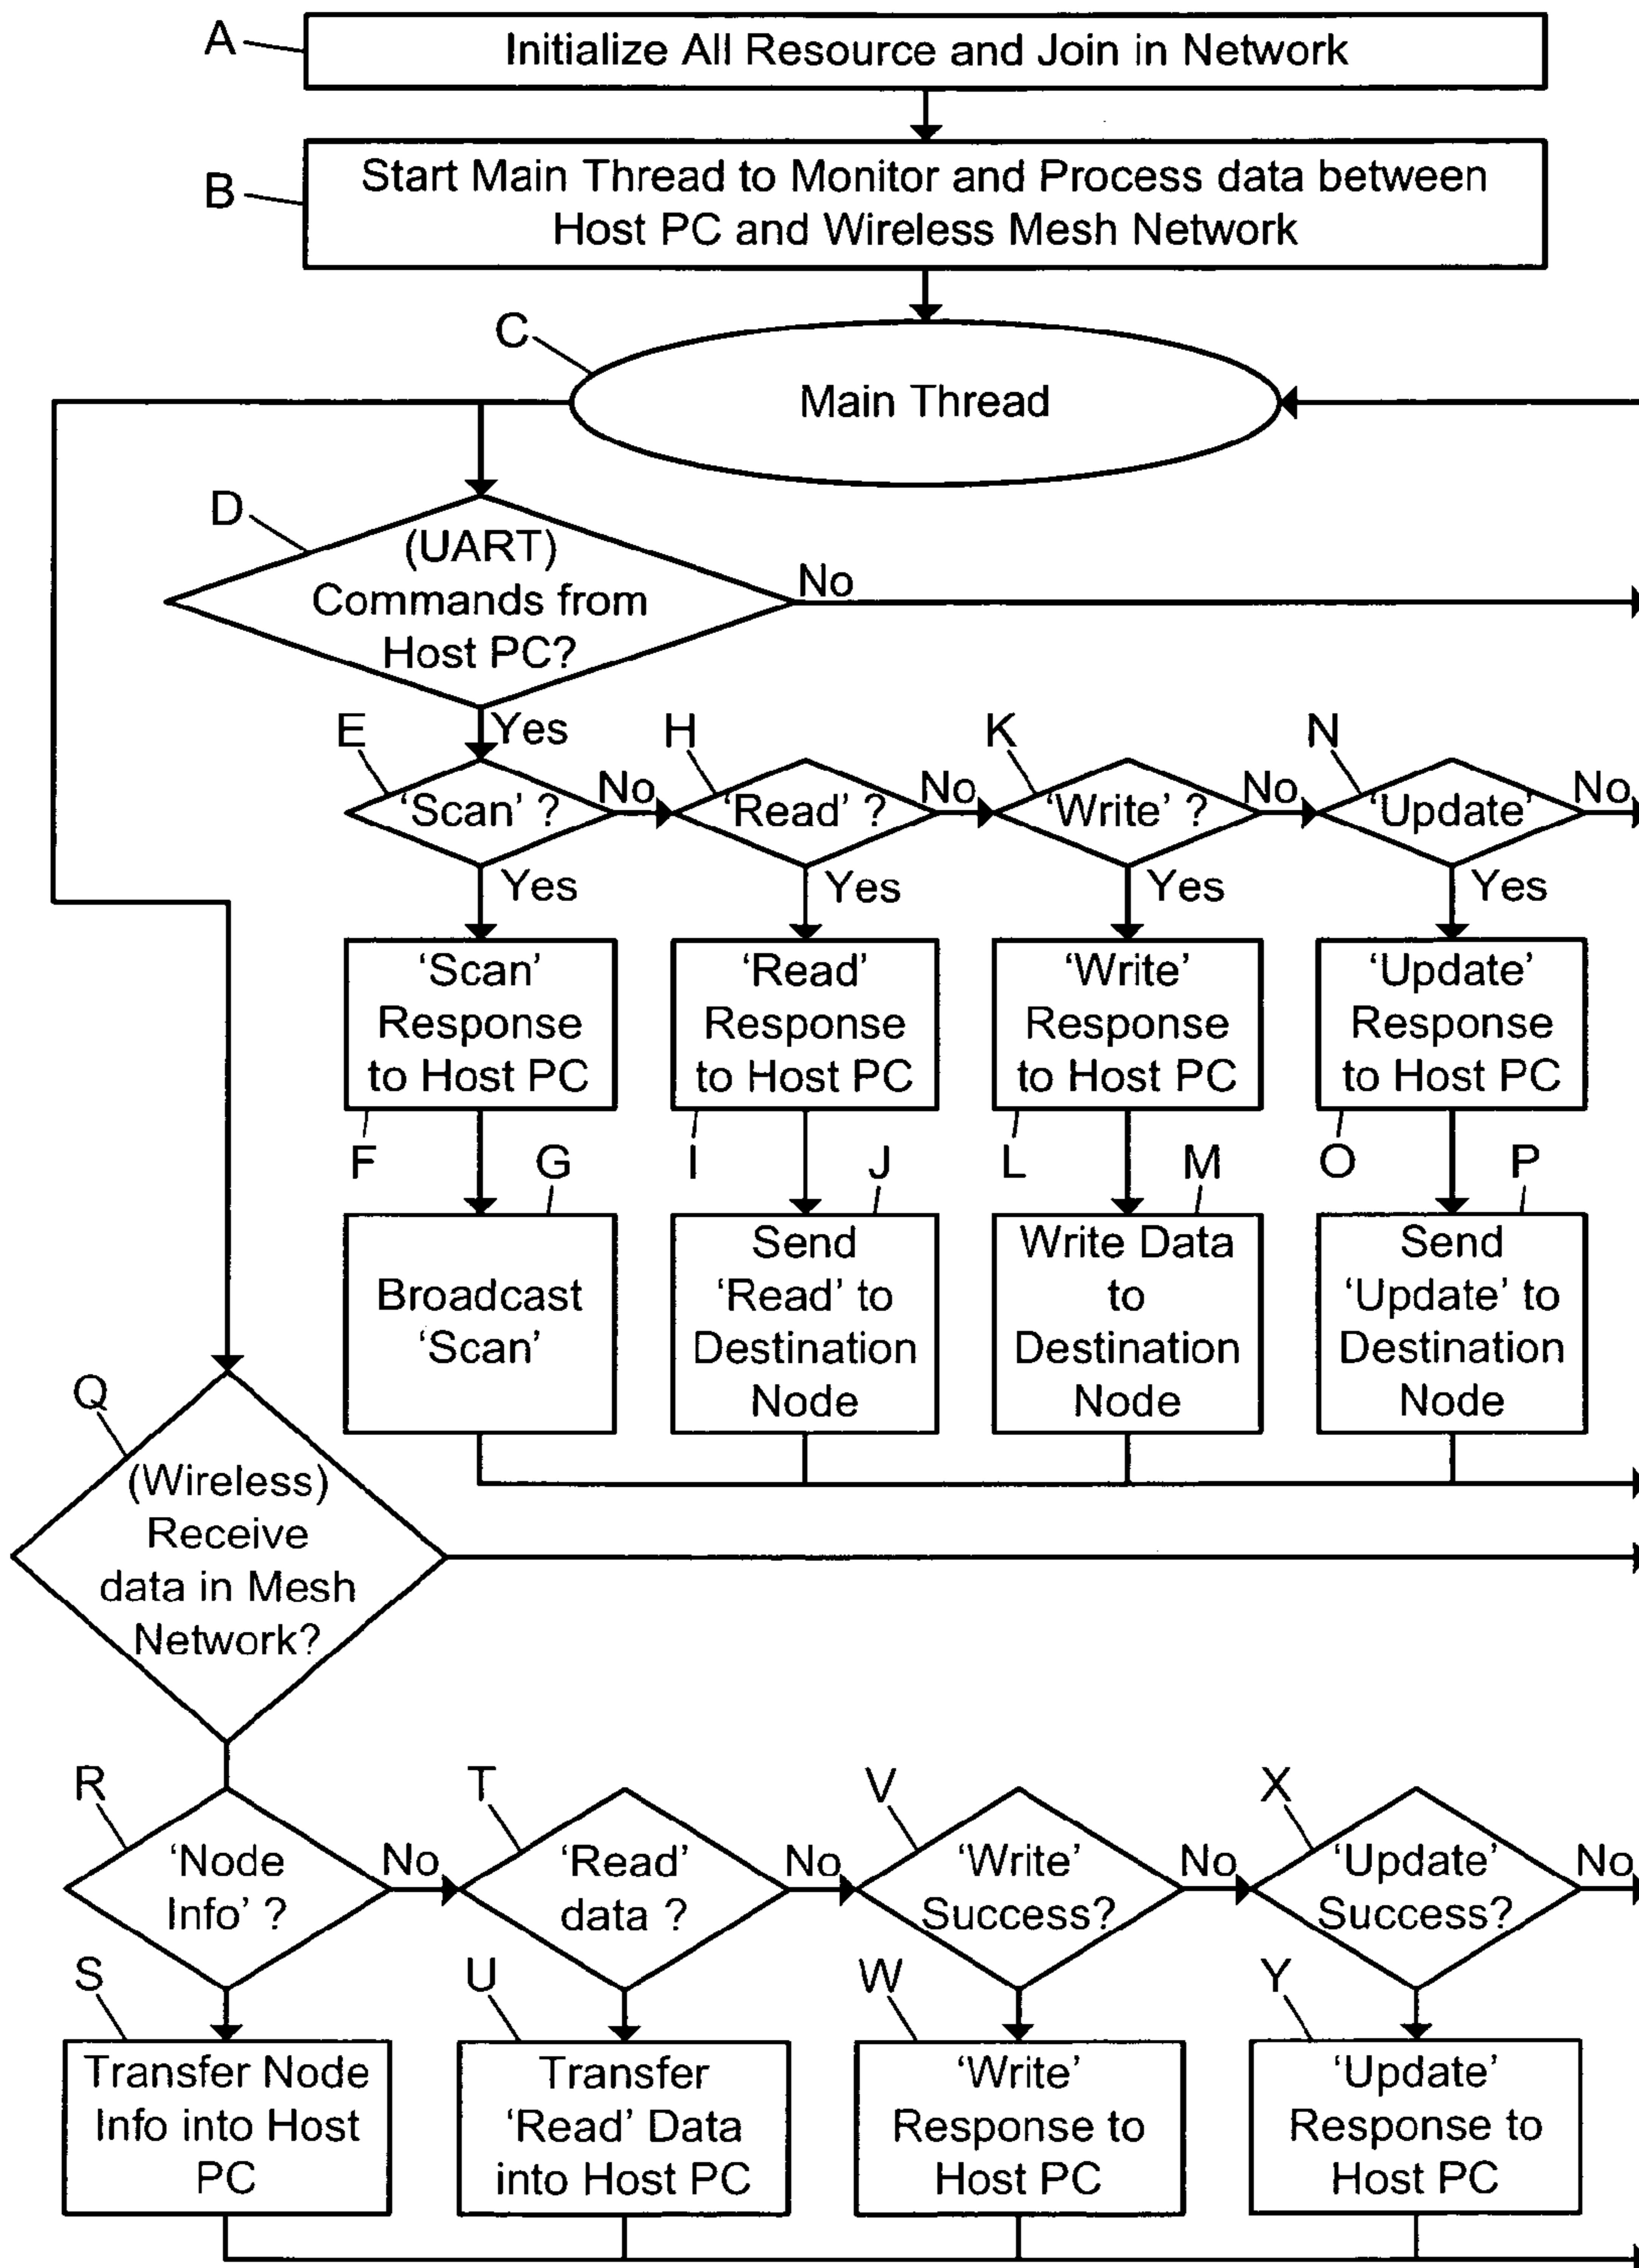 A
Initialize All Resource and Join in Network
B
Start Main Thread to Monitor and Process data between
Host PC and Wireless Mesh Network
C
Main Thread
D
(UART)
Commands from
Host PC?
No
Yes
E
H
K
N
‘Scan’ ?
No
‘Read’ ?
No
‘Write’ ?
No
‘Update’
No
Yes
Yes
Yes
Yes
‘Scan’
Response
to Host PC
‘Read’
Response
to Host PC
‘Write’
Response
to Host PC
‘Update’
Response
to Host PC
F
G
I
J
L
M
O
P
Broadcast
‘Scan’
Send
‘Read’ to
Destination
Node
Write Data
to
Destination
Node
Send
‘Update’ to
Destination
Node
Q
(Wireless)
Receive
data in Mesh
Network?
R
T
V
X
‘Node
Info’ ?
No
‘Read’
data ?
No
‘Write’
Success?
No
‘Update’
Success?
No
S
U
W
Y
Transfer Node
Info into Host
PC
Transfer
‘Read’ Data
into Host PC
‘Write’
Response to
Host PC
‘Update’
Response to
Host PC